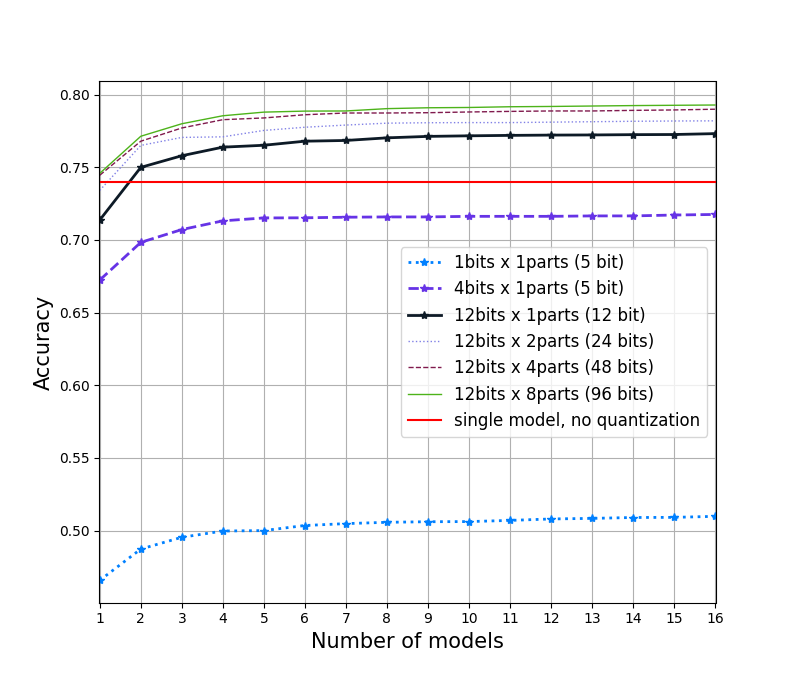 0.80
0.75
0.70
0.65
0.60
0.55
0.50
Accuracy
1bits x 1parts (5 bit)
4bits x 1parts (5 bit)
12bits x 1parts (12 bit)
12bits x 2parts (24 bits)
12bits x 4parts (48 bits)
12bits x 8parts (96 bits)
single model, no quantization
1 2 3 4 5 6 7 8 9 10 11 12 13 14 15 16
Number of models